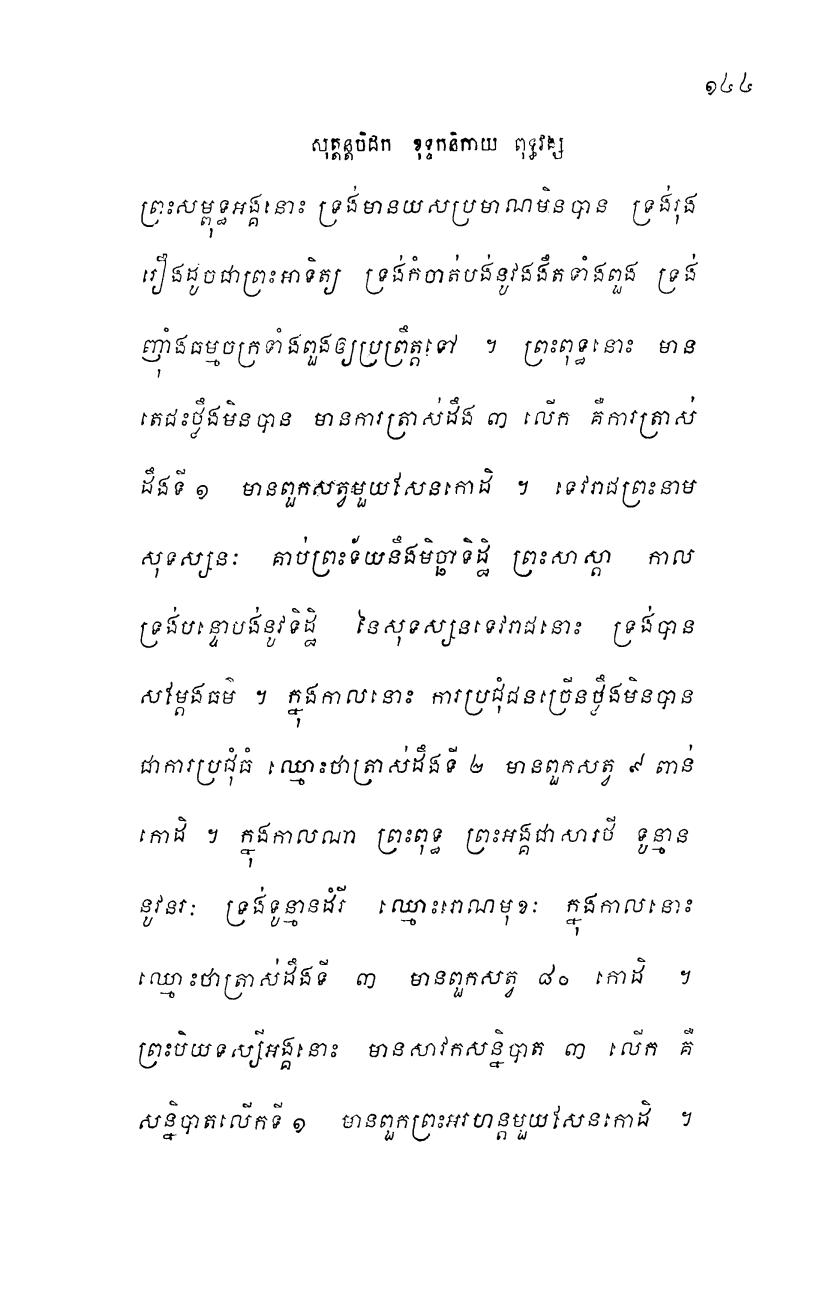 ១៤៤
សុត្តន្តបិដក ខុទ្ទកនិកាយ ពុទ្ធវង្ស
ព្រះសម្ពុទ្ធអង្គនោះ ទ្រង់មានយសប្រមាណមិនបាន ទ្រង់រុង
រឿងដូចជាព្រះអាទិត្យ ទ្រង់កំចាត់បង់នូវងងឹតទាំងពួង ទ្រង់
ញ៉ាំងធម្មចក្រទាំងពួងឲ្យប្រព្រឹត្តទៅ ។ ព្រះពុទ្ធនោះ មាន
តេជះថ្លឹងមិនបាន មានការត្រាស់ដឹង ៣ លើក គឺការត្រាស់
ដឹងទី ១ មានពួកសត្វមួយសែនកោដិ ។ ទេវរាជព្រះនាម
សុទស្សនៈ គាប់ព្រះទ័យនឹងមិច្ឆាទិដ្ឋិ ព្រះសាស្តា កាល
ទ្រង់បន្ទោបង់នូវទិដ្ឋិ នៃសុទស្សនទេវរាជនោះ ទ្រង់បាន
សម្តែងធម៌ ។ ក្នុងកាលនោះ ការប្រជុំជនច្រើនថ្លឹងមិនបាន
ជាការប្រជុំធំ ឈ្មោះថាត្រាស់ដឹងទី ២ មានពួកសត្វ ៩ ពាន់
កោដិ ។ ក្នុងកាលណា ព្រះពុទ្ធ ព្រះអង្គជាសារថី ទូន្មាន
នូវនរៈ ទ្រង់ទូន្មានដំរី ឈ្មោះទោណមុខៈ ក្នុងកាលនោះ
ឈ្មោះថាត្រាស់ដឹងទី ៣ មានពួកសត្វ ៨០ កោដិ ។
ព្រះបិយទស្សីអង្គនោះ មានសាវកសន្និបាត ៣ លើក គឺ
សន្និបាតលើកទី ១ មានពួកព្រះអរហន្តមួយសែនកោដិ ។